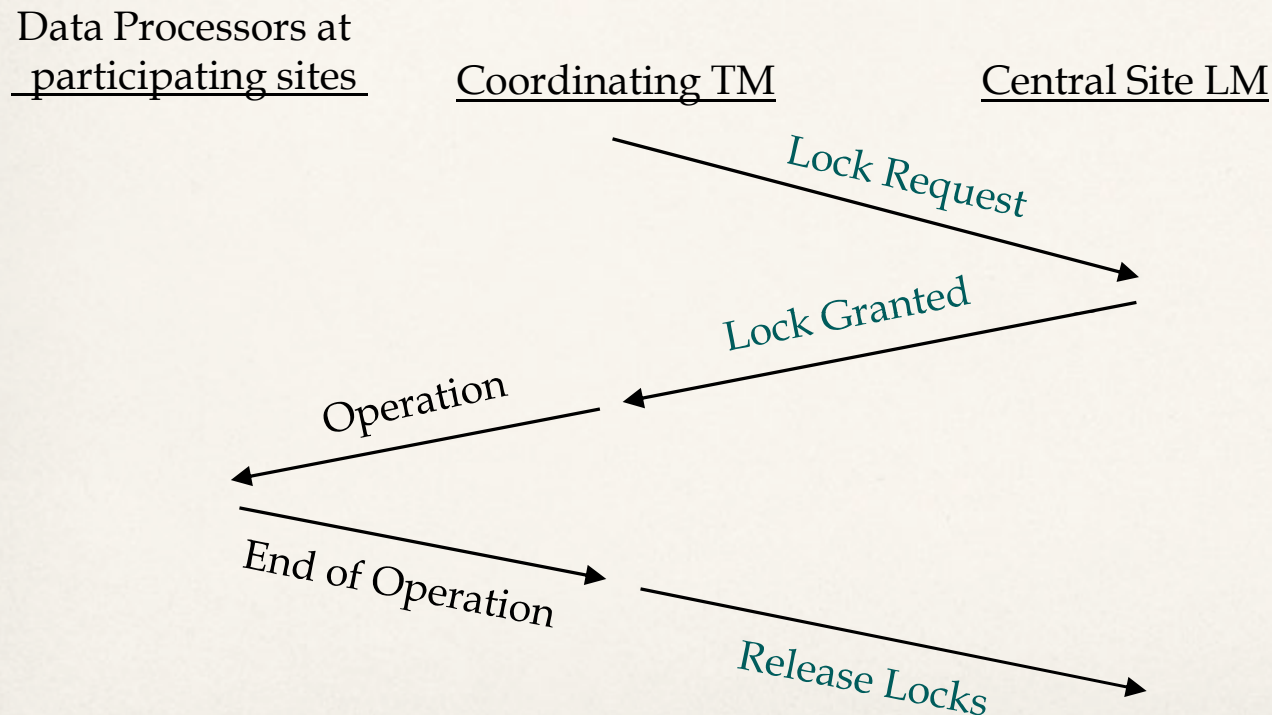 Data Processors at
participating sites
Coordinating TM
Central Site LM
Lock Request
Lock Granted
Operation
End of Operation
Release Locks